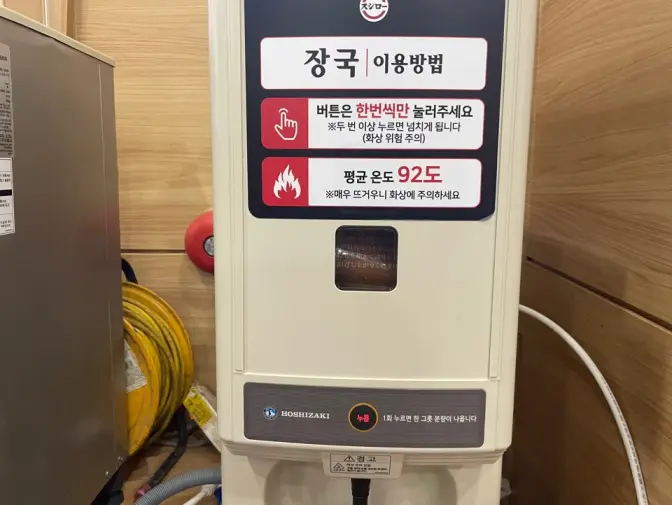 スシロー
장국 이용방법
버튼은 한번씩만 눌러주세요
※두 번 이상 누르면 넘치게 됩니다
(화상 위험 주의)
평균 온도 92도
※매우 뜨거우니 화상에 주의하세요
HOSHIZAKI 누름 1회 누르면 한 그릇 분량이 나옵니다
경고